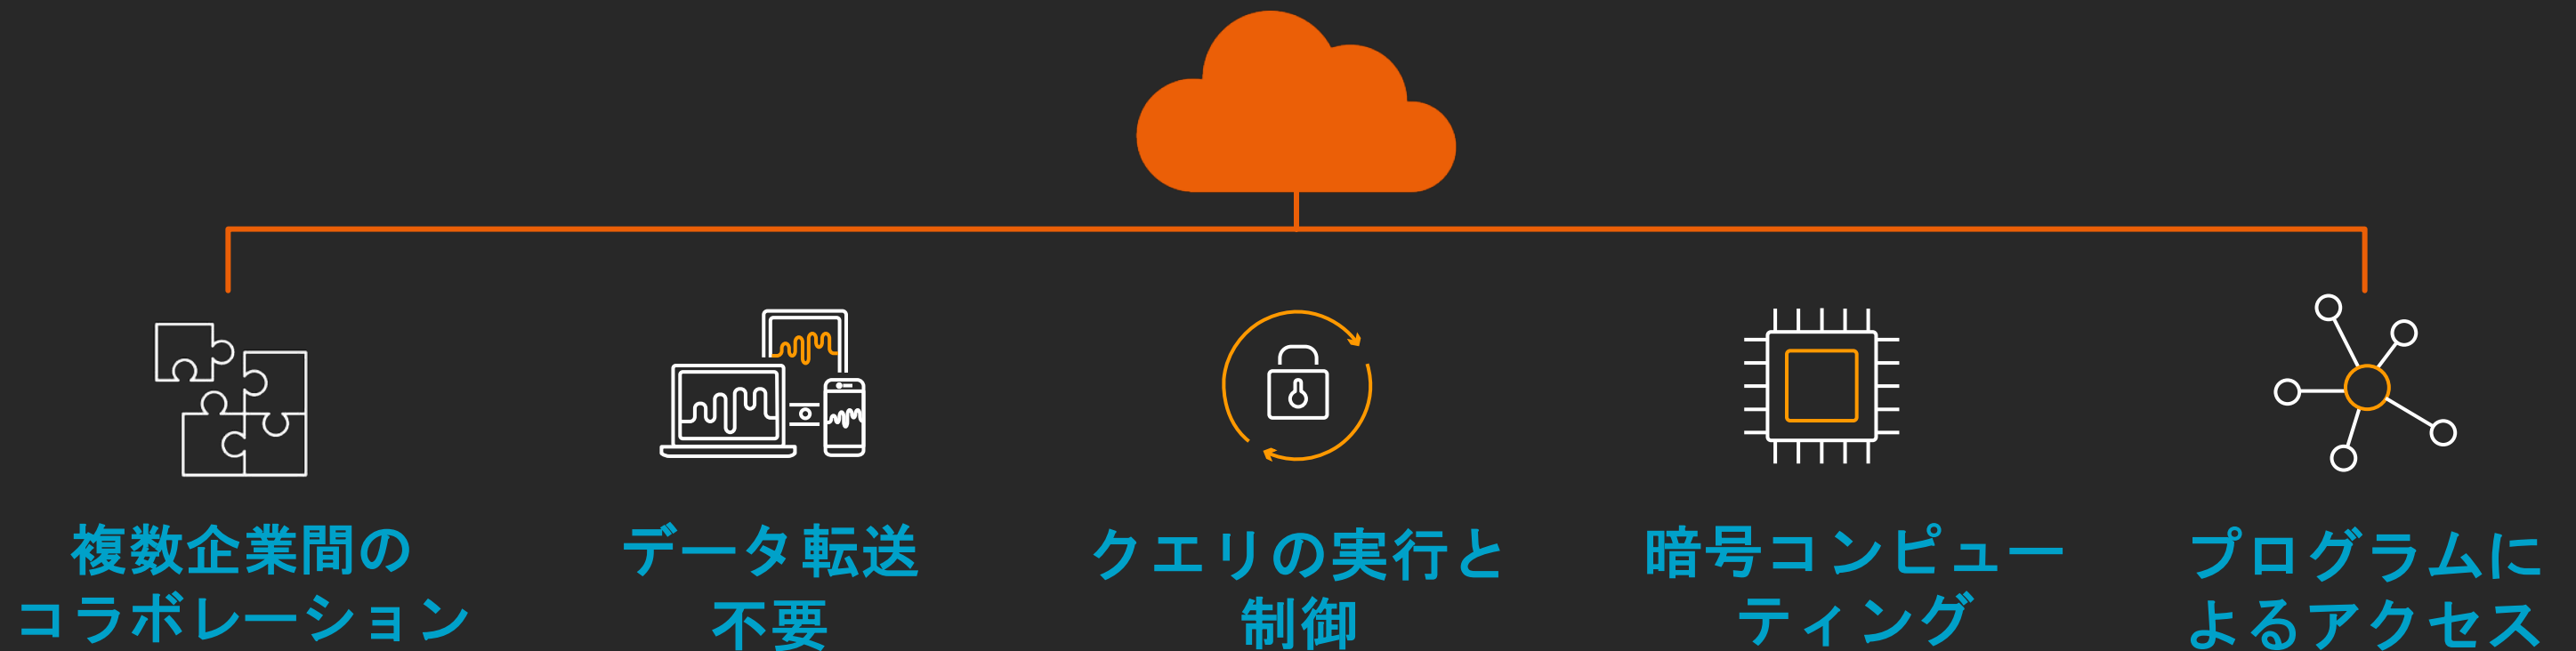 複数企業間の
コラボレーション
データ転送
不要
クエリの実行と
制御
暗号コンピュー
ティング
プログラムに
よるアクセス